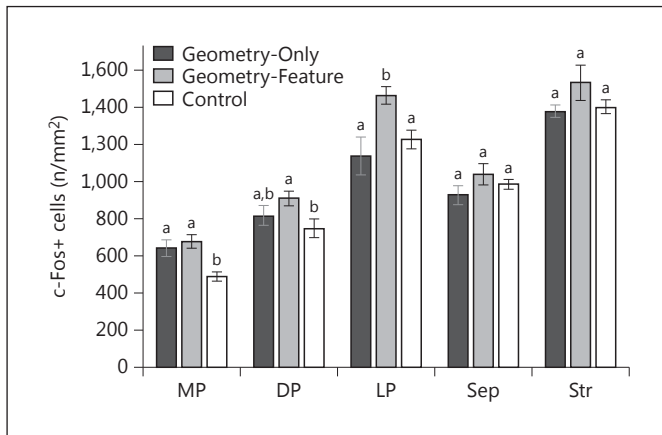 c-Fos+ cells (n/mm²)
1,600
1,400
1,200
1,000
800
600
400
200
0
Geometry-Only
Geometry-Feature
Control
a a b
a,b a b
a b a
a a a
a a a
MP DP LP Sep Str